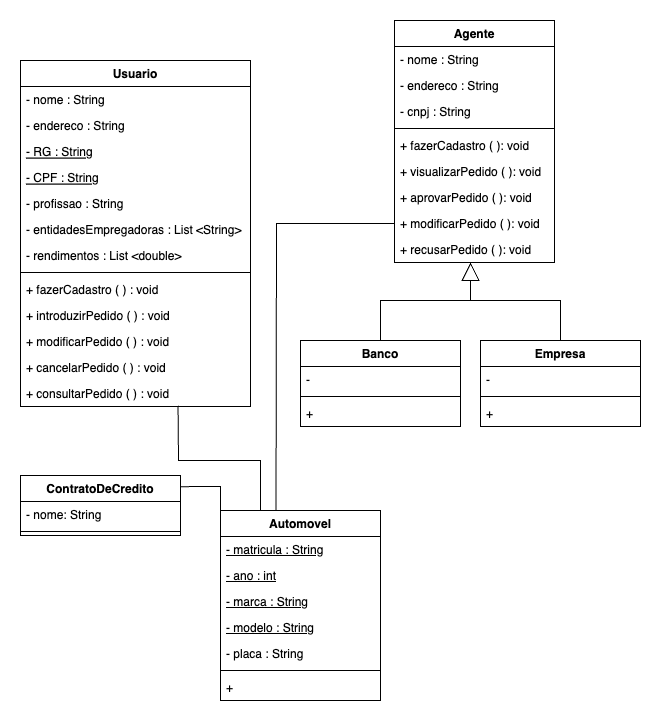 Usuario
- nome : String
- endereco : String
- RG : String
- CPF : String
- profissao : String
- entidadesEmpregadoras : List <String>
- rendimentos : List <double>
+ fazerCadastro ( ) : void
+ introduzirPedido ( ) : void
+ modificarPedido ( ) : void
+ cancelarPedido ( ) : void
+ consultarPedido ( ) : void
Agente
- nome : String
- endereco : String
- cnpj : String
+ fazerCadastro ( ): void
+ visualizarPedido ( ): void
+ aprovarPedido ( ): void
+ modificarPedido ( ): void
+ recusarPedido ( ): void
Banco
-
+
Empresa
-
+
ContratoDeCredito
- nome: String
Automovel
- matricula : String
- ano : int
- marca : String
- modelo : String
- placa : String
+